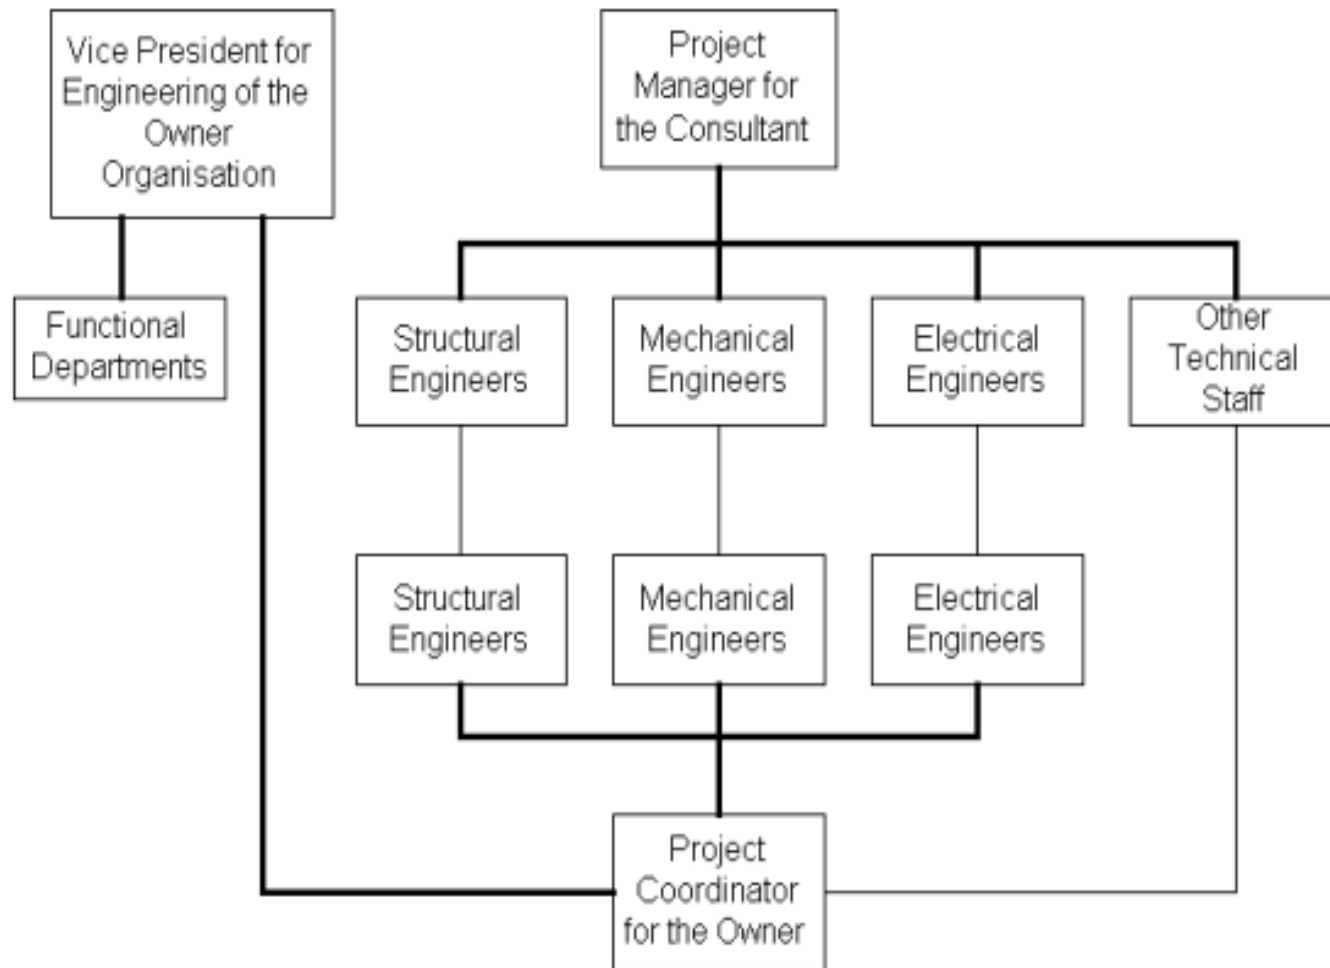 Vice President for
Engineering of the
Owner
Organisation
Project
Manager for
the Consultant
Functional
Departments
Structural
Engineers
Mechanical
Engineers
Electrical
Engineers
Other
Technical
Staff
Structural
Engineers
Mechanical
Engineers
Electrical
Engineers
Project
Coordinator
for the Owner